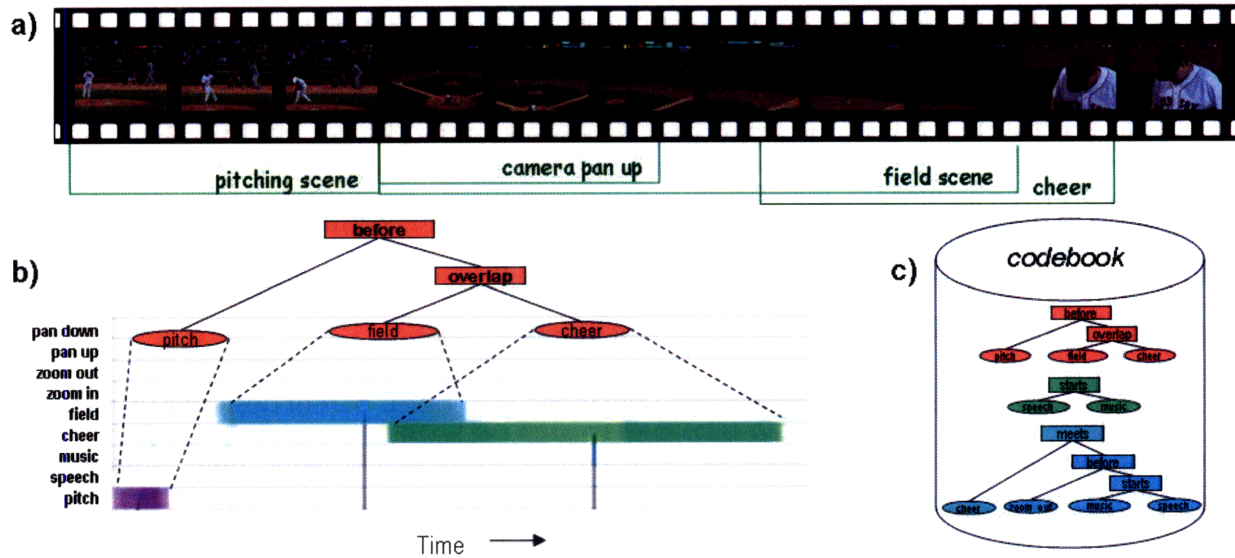 a)
pitching scene
camera pan up
field scene
cheer
b)
before
overlap
pitch
field
cheer
pan down
pan up
zoom out
zoom in
field
cheer
music
speech
pitch
Time
c)
codebook
before
overlap
pitch
field
cheer
starts
speech
music
meets
before
starts
cheer
zoom out
music
speech